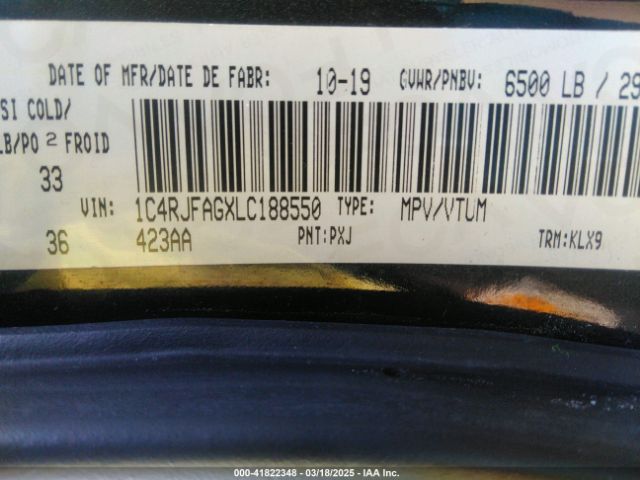 DATE OF MFR/DATE DE FABR: 10-19 GVWR/PNBV: 6500 LB / 29
SI COLD/
LB/PO 2 FROID
33
VIN: 1C4RJFAGXLC188550 TYPE: MPV/VTUM
36 423AA PNT:PXJ TRM:KLX9
000-41822348 | 03/18/2025 - IAA Inc.